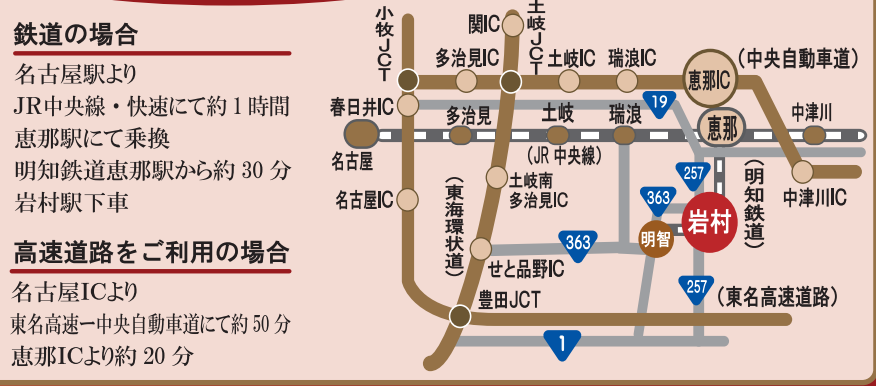 鉄道の場合
名古屋駅より
JR中央線・快速にて約1時間
恵那駅にて乗換
明知鉄道恵那駅から約30分
岩村駅下車
高速道路をご利用の場合
名古屋ICより
東名高速ー中央自動車道にて約50分
恵那ICより約20分
小牧JCT
関IC
土岐JCT
多治見IC
土岐IC
瑞浪IC
恵那IC
（中央自動車道）
春日井IC
19
多治見
土岐
瑞浪
恵那
中津川
名古屋
（JR中央線）
257
（明知鉄道）
中津川IC
名古屋IC
（東海環状道）
土岐南
多治見IC
363
岩村
363
明智
せと品野IC
257
（東名高速道路）
豊田JCT
1